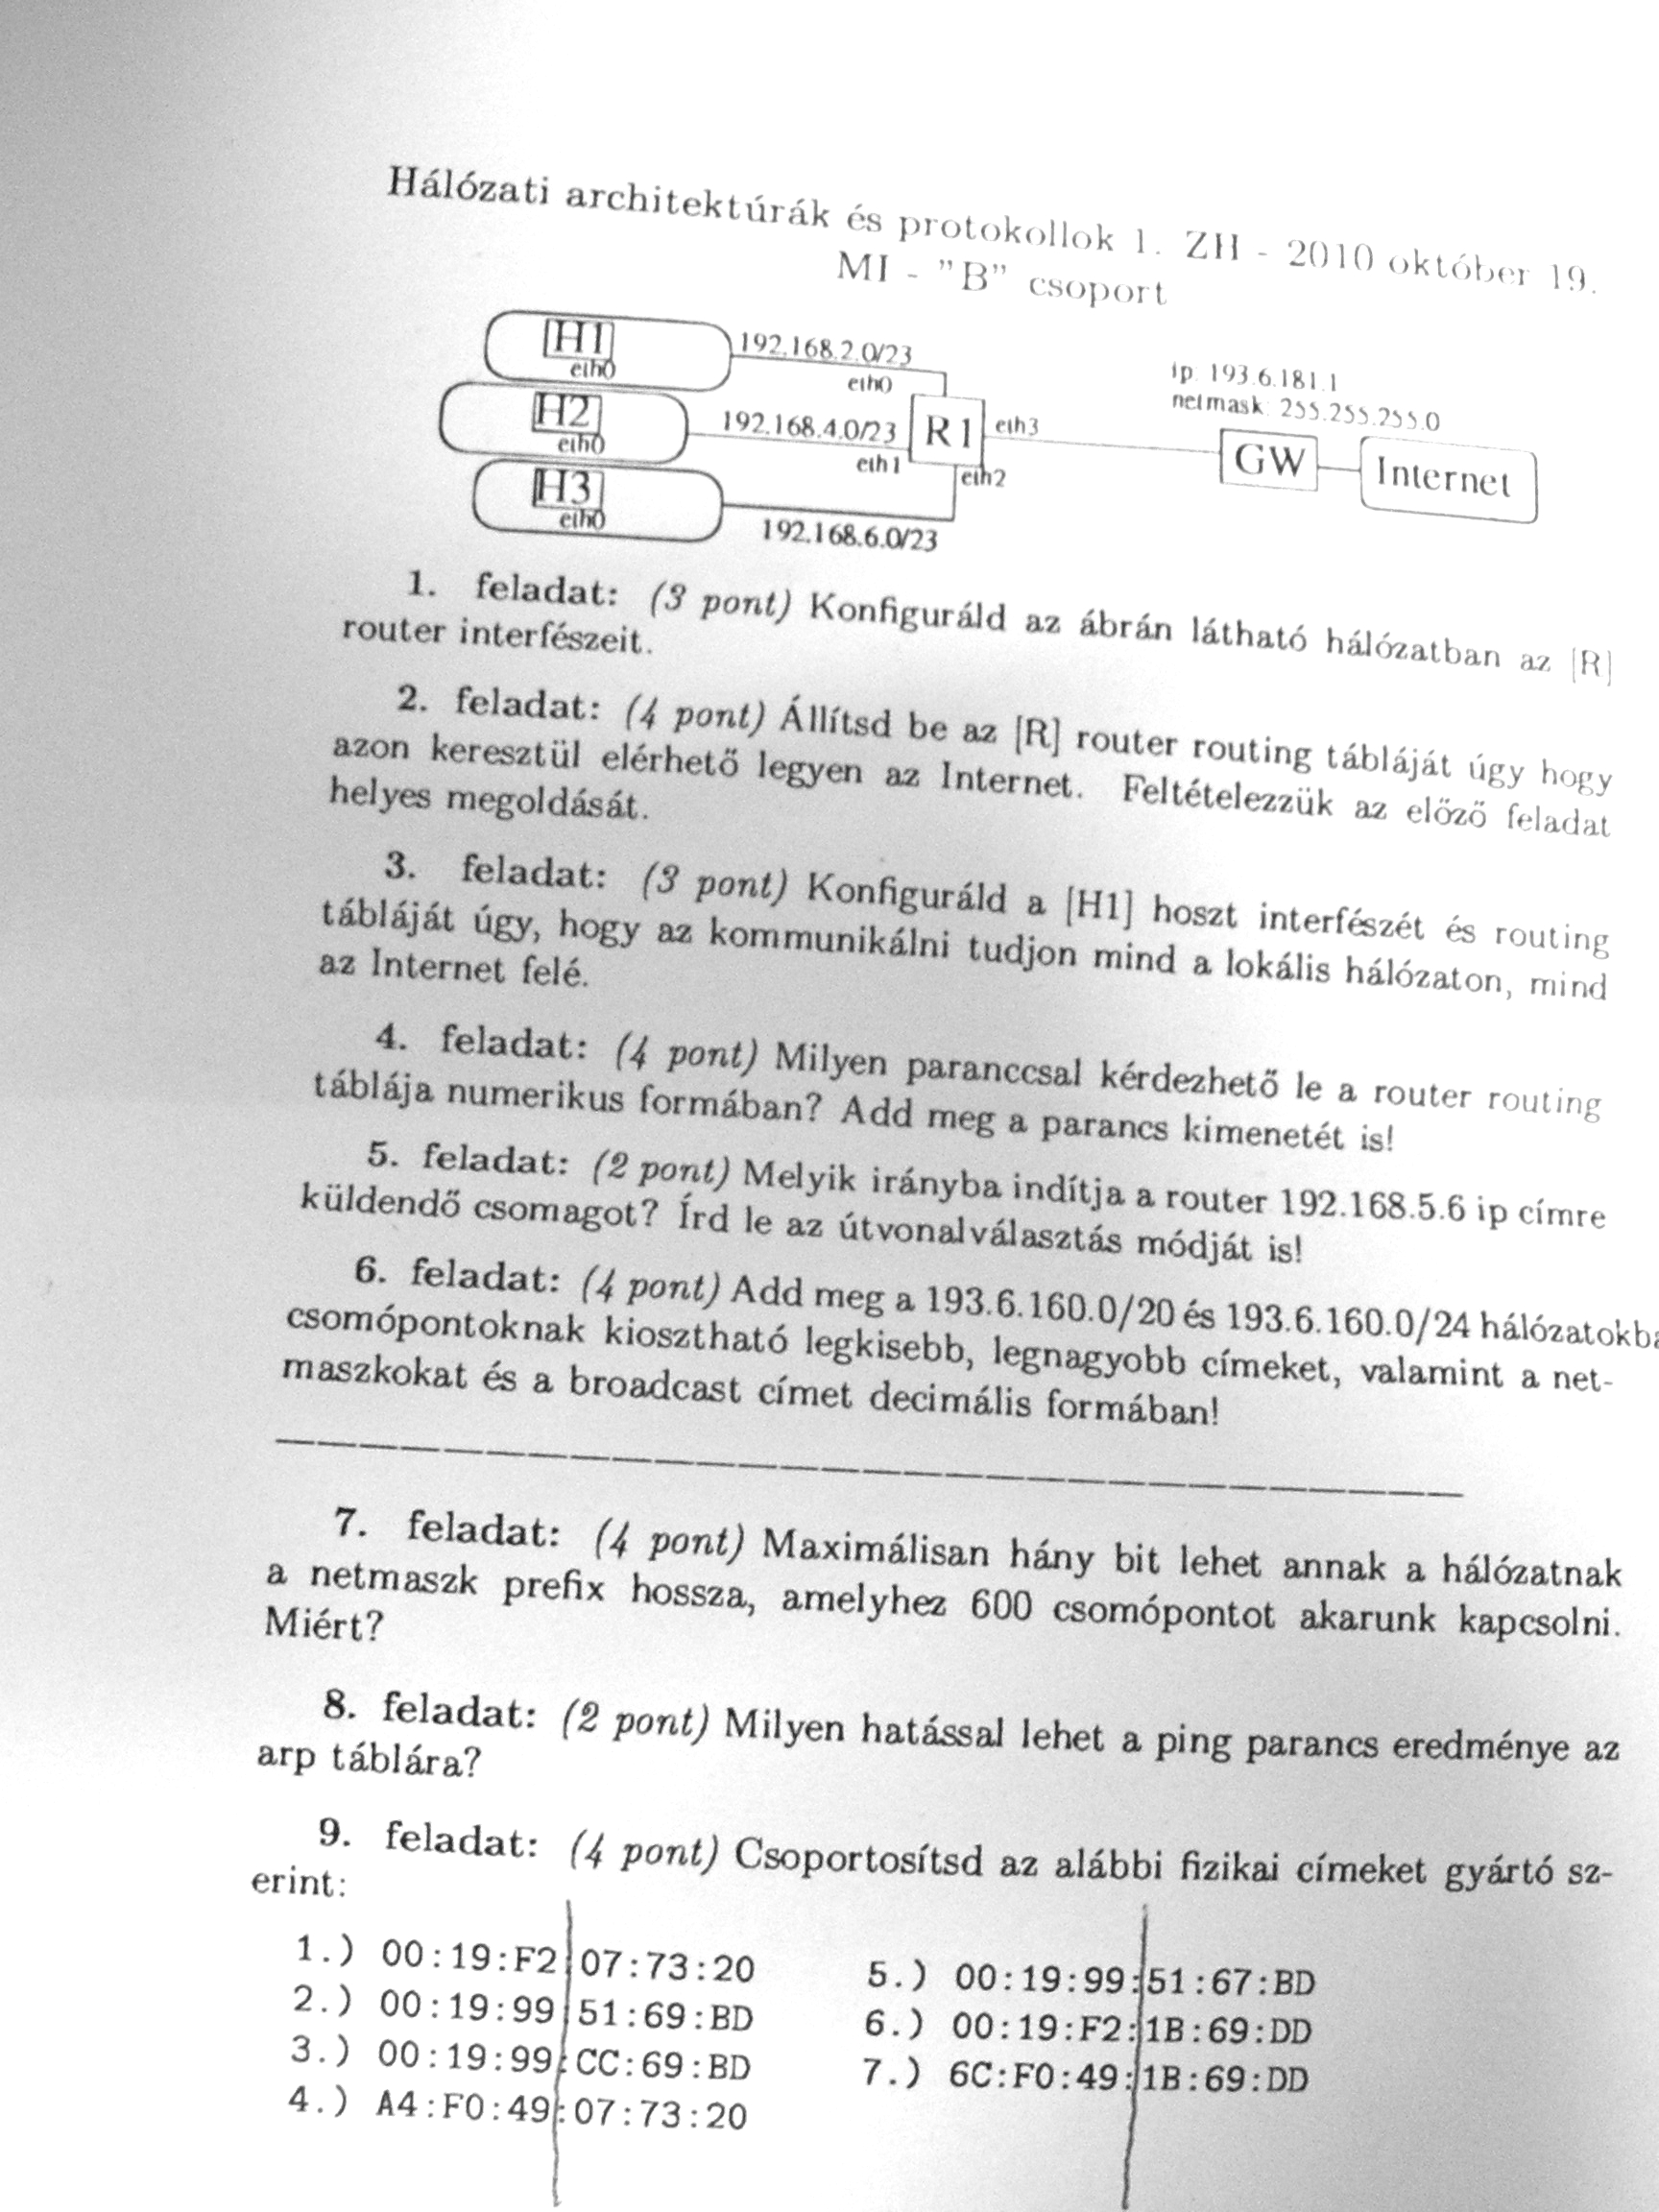 Hálózati architektúrák és protokollok 1. ZH - 2010 október 19.
MI - "B" csoport
H1
eth0
192.168.2.0/23
eth0
H2
eth0
192.168.4.0/23
eth1
R1
eth3
eth2
H3
eth0
192.168.6.0/23
ip: 193.6.181.1
netmask: 255.255.255.0
GW
Internet
1. feladat: (3 pont) Konfiguráld az ábrán látható hálózatban az [R]
router interfészeit.
2. feladat: (4 pont) Állítsd be az [R] router routing tábláját úgy hogy
azon keresztül elérhető legyen az Internet. Feltételezzük az előző feladat
helyes megoldását.
3. feladat: (3 pont) Konfiguráld a [H1] hoszt interfészét és routing
tábláját úgy, hogy az kommunikálni tudjon mind a lokális hálózaton, mind
az Internet felé.
4. feladat: (4 pont) Milyen paranccsal kérdezhető le a router routing
táblája numerikus formában? Add meg a parancs kimenetét is!
5. feladat: (2 pont) Melyik irányba indítja a router 192.168.5.6 ip címre
küldendő csomagot? Írd le az útvonalválasztás módját is!
6. feladat: (4 pont) Add meg a 193.6.160.0/20 és 193.6.160.0/24 hálózatokba
csomópontoknak kiosztható legkisebb, legnagyobb címeket, valamint a net-
maszkokat és a broadcast címet decimális formában!
7. feladat: (4 pont) Maximálisan hány bit lehet annak a hálózatnak
a netmaszk prefix hossza, amelyhez 600 csomópontot akarunk kapcsolni.
Miért?
8. feladat: (2 pont) Milyen hatással lehet a ping parancs eredménye az
arp táblára?
9. feladat: (4 pont) Csoportosítsd az alábbi fizikai címeket gyártó sz-
erint:
1.) 00:19:F2:07:73:20
2.) 00:19:99:51:69:BD
3.) 00:19:99:CC:69:BD
4.) A4:F0:49:07:73:20
5.) 00:19:99:51:67:BD
6.) 00:19:F2:1B:69:DD
7.) 6C:F0:49:1B:69:DD